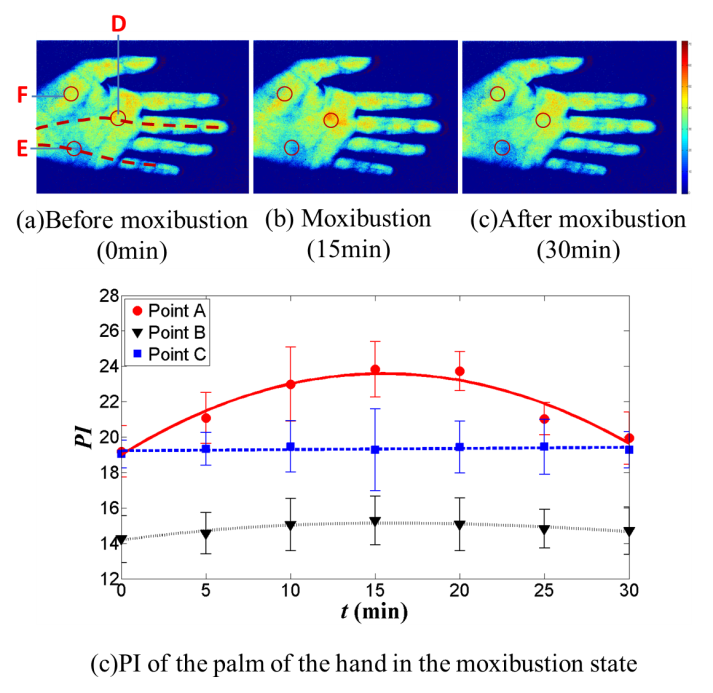 D
F
E
(a)Before moxibustion
(0min)
(b) Moxibustion
(15min)
(c)After moxibustion
(30min)
28
26
24
22
20
18
16
14
12
PI
Point A
Point B
Point C
0 5 10 15 20 25 30
t (min)
(c)PI of the palm of the hand in the moxibustion state